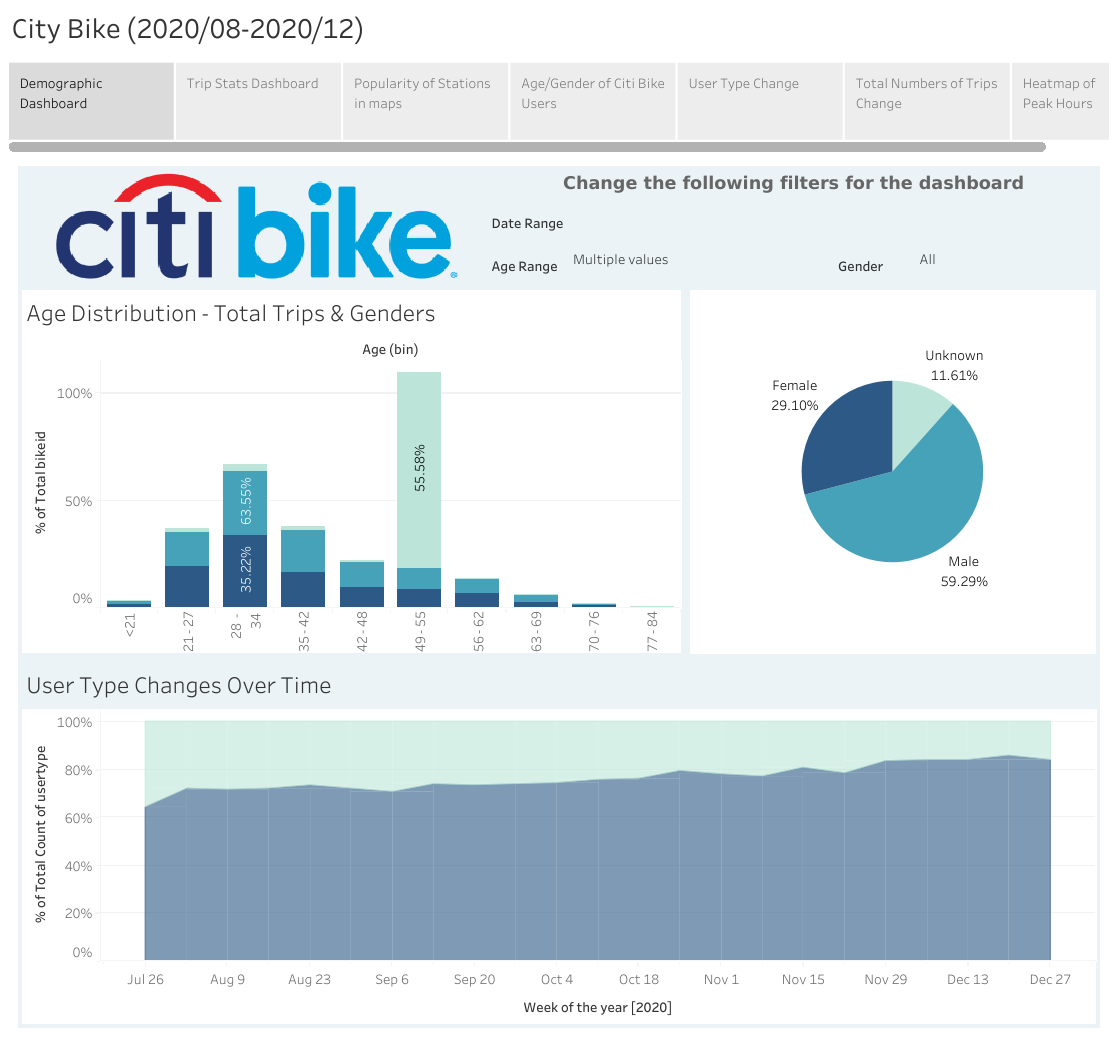 City Bike (2020/08-2020/12)
Demographic
Dashboard
Trip Stats Dashboard
Popularity of Stations
in maps
Age/Gender of Citi Bike
Users
User Type Change
Total Numbers of Trips
Change
Heatmap of
Peak Hours
citi bike
Change the following filters for the dashboard
Date Range
Age Range
Multiple values
Gender
All
Age Distribution - Total Trips & Genders
Age (bin)
% of Total bikeid
100%
50%
0%
63.55%
35.22%
55.58%
<21
21 - 27
28 -
34
35 - 42
42 - 48
49 - 55
56 - 62
63 - 69
70 - 76
77 - 84
Unknown
11.61%
Female
29.10%
Male
59.29%
User Type Changes Over Time
% of Total Count of usertype
100%
80%
60%
40%
20%
0%
Jul 26
Aug 9
Aug 23
Sep 6
Sep 20
Oct 4
Oct 18
Nov 1
Nov 15
Nov 29
Dec 13
Dec 27
Week of the year [2020]